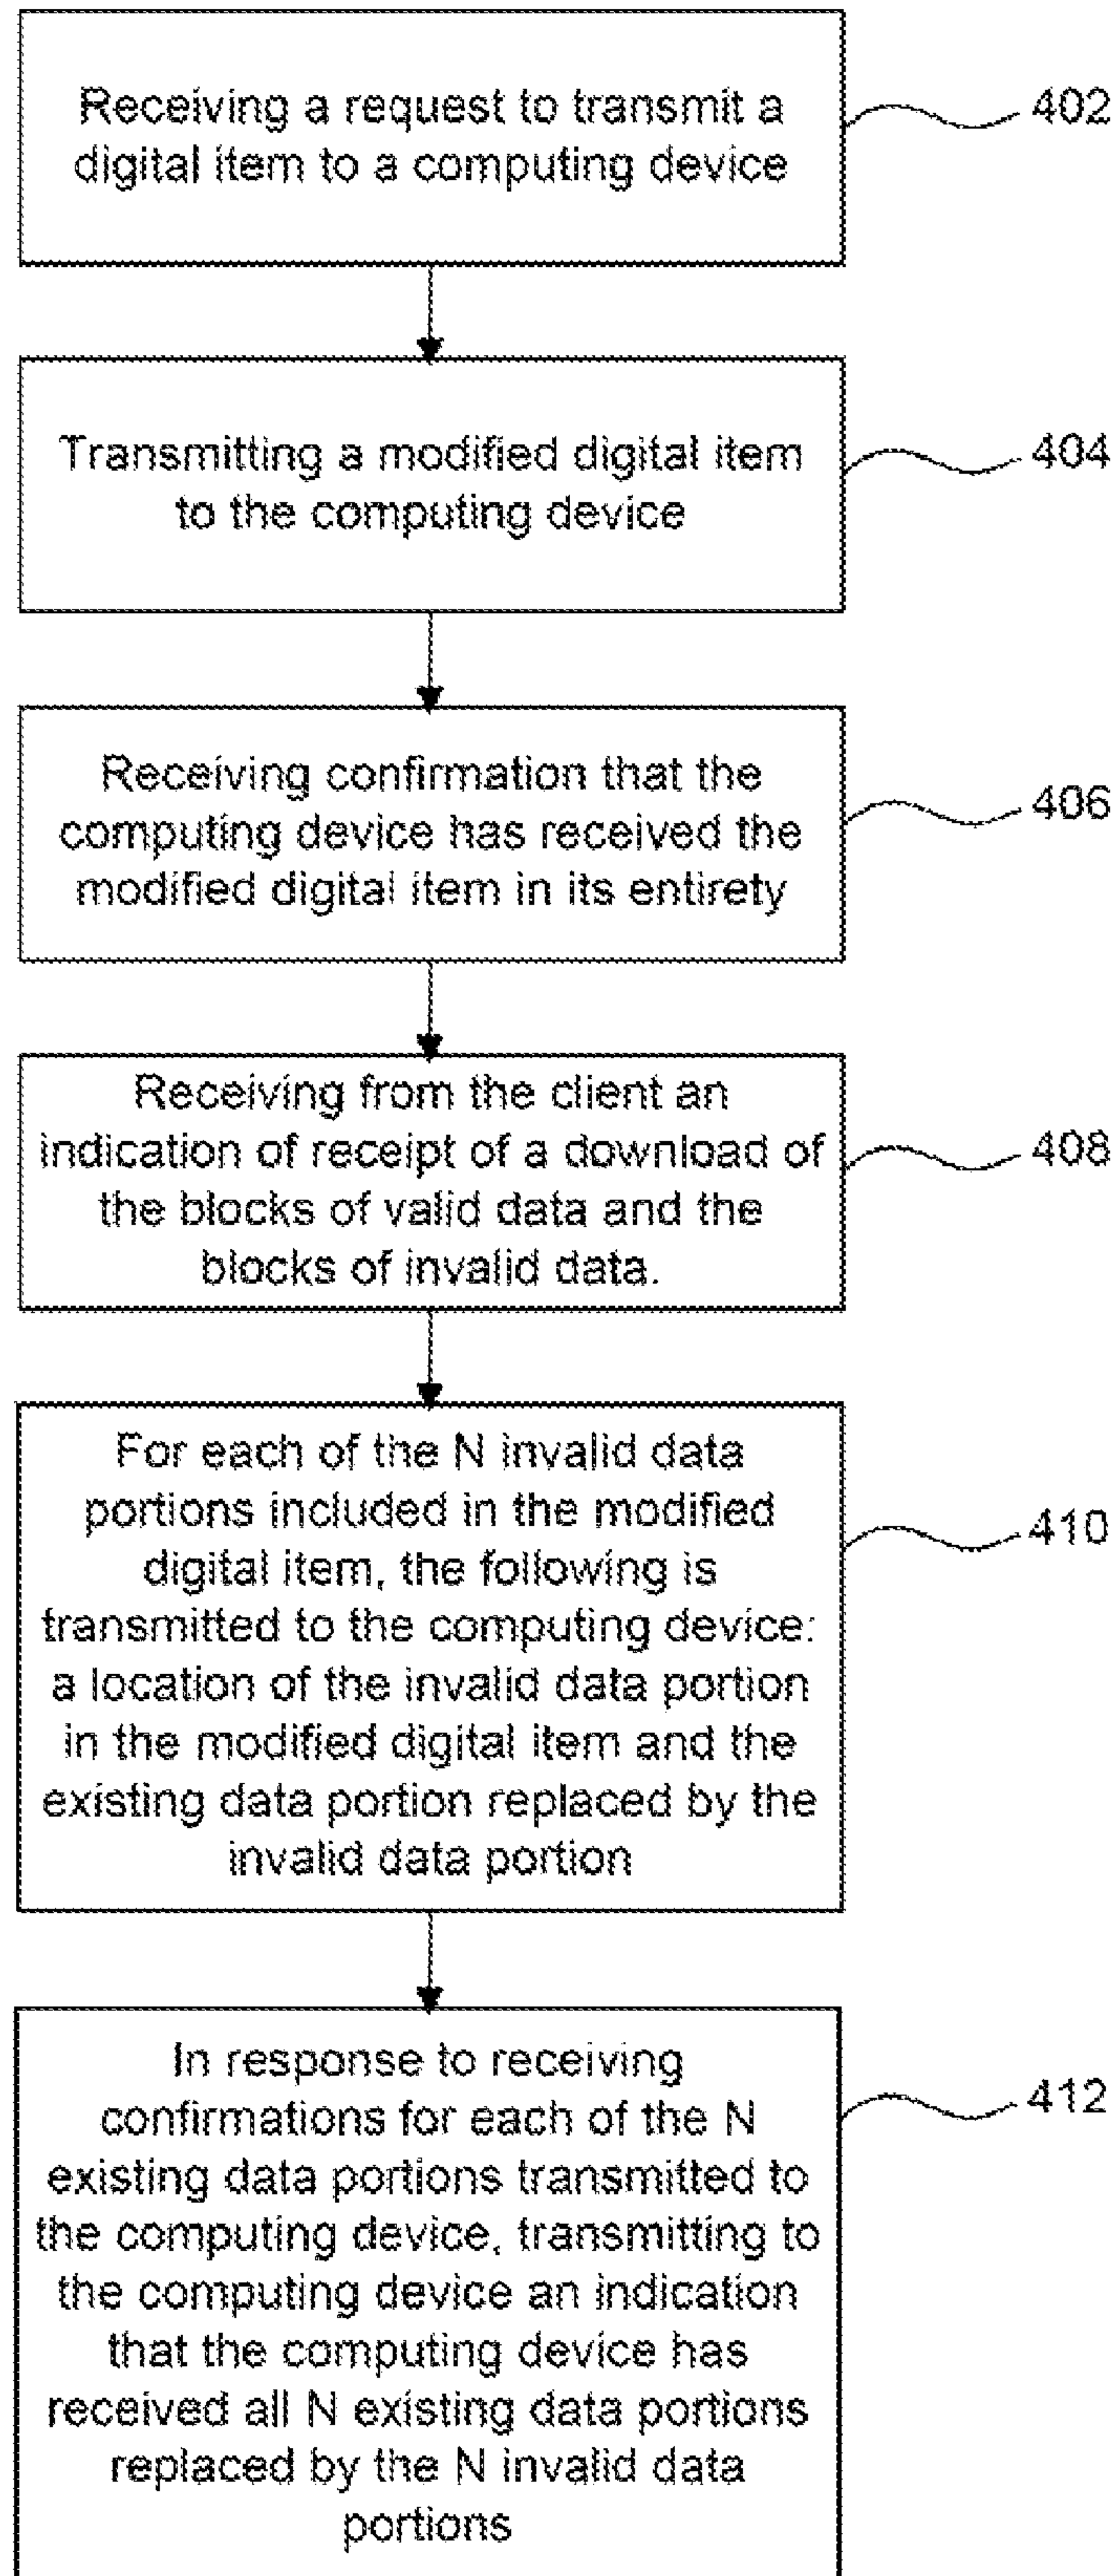 Receiving a request to transmit a
digital item to a computing device
402
Transmitting a modified digital item
to the computing device
404
Receiving confirmation that the
computing device has received the
modified digital item in its entirety
406
Receiving from the client an
indication of receipt of a download of
the blocks of valid data and the
blocks of invalid data.
408
For each of the N invalid data
portions included in the modified
digital item, the following is
transmitted to the computing device:
a location of the invalid data portion
in the modified digital item and the
existing data portion replaced by the
invalid data portion
410
In response to receiving
confirmations for each of the N
existing data portions transmitted to
the computing device, transmitting to
the computing device an indication
that the computing device has
received all N existing data portions
replaced by the N invalid data
portions
412